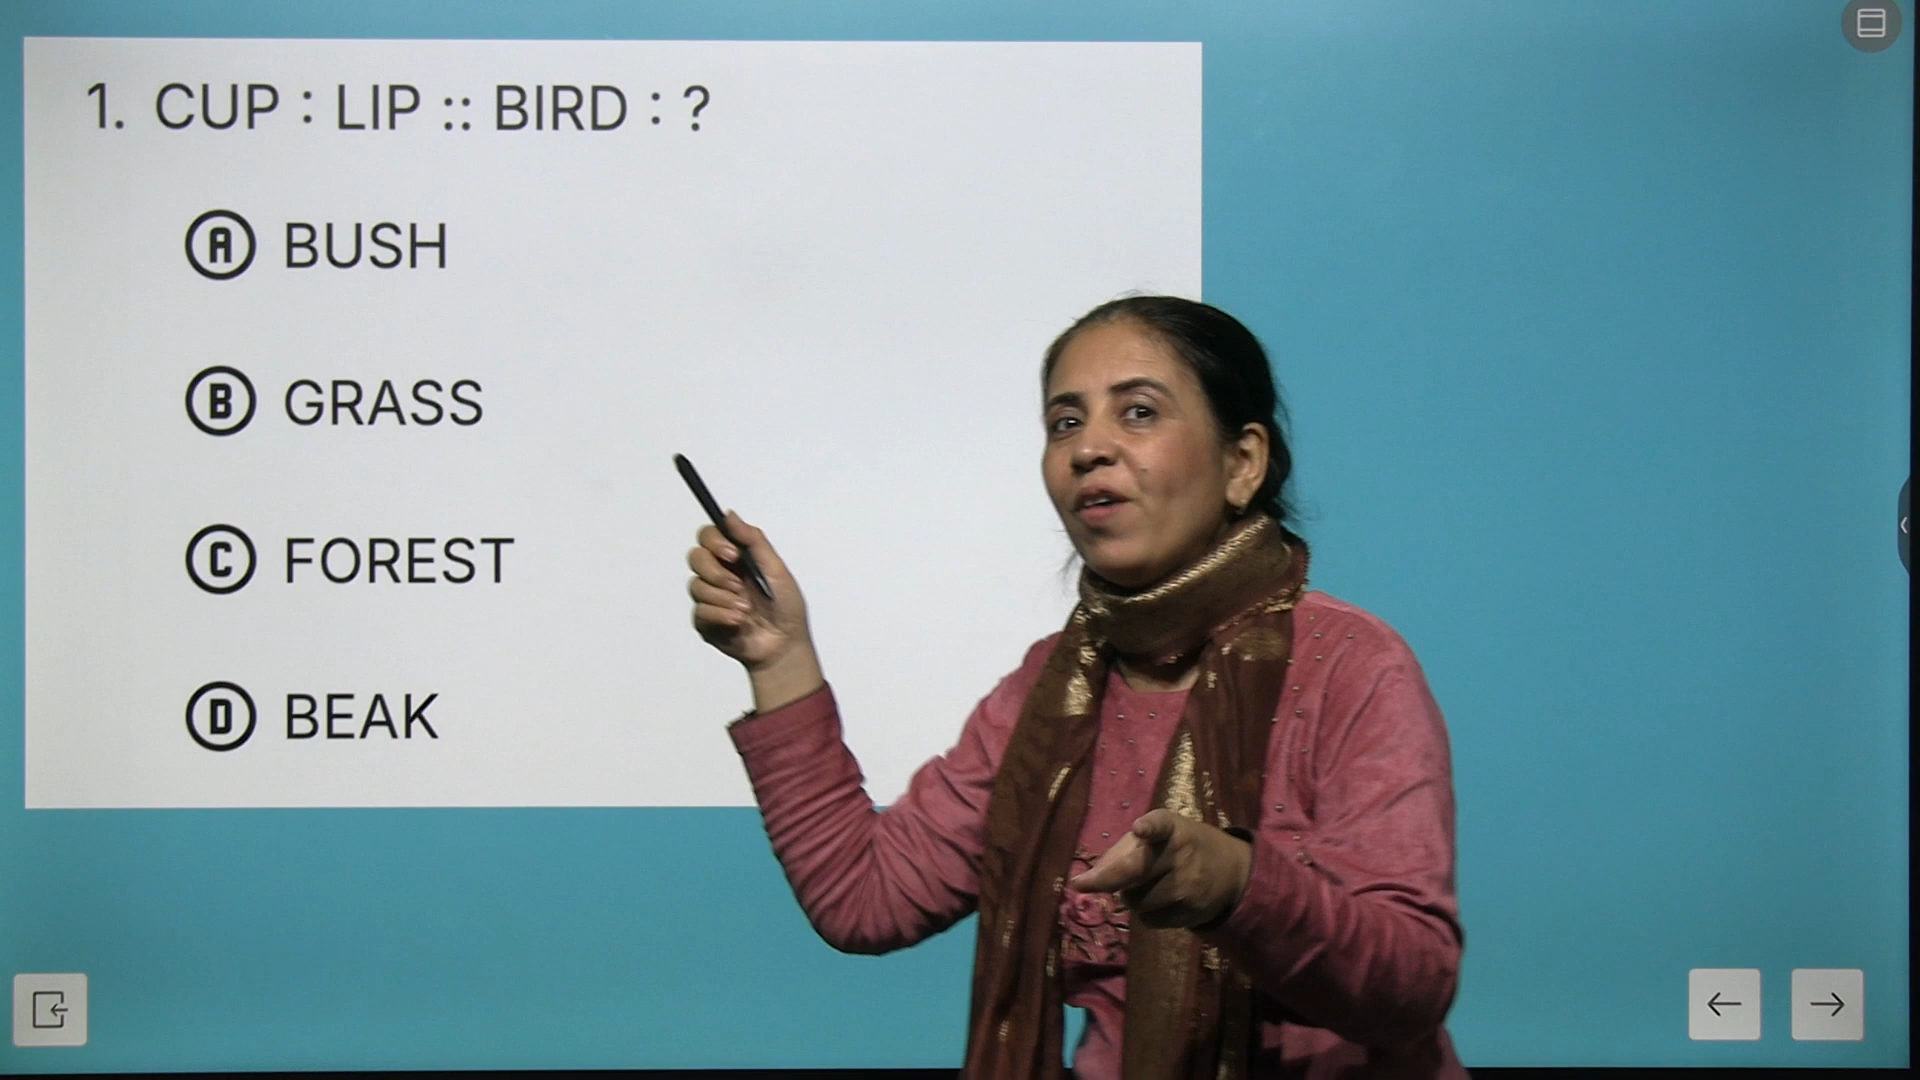 1. CUP : LIP :: BIRD : ?
A BUSH
B GRASS
C FOREST
D BEAK